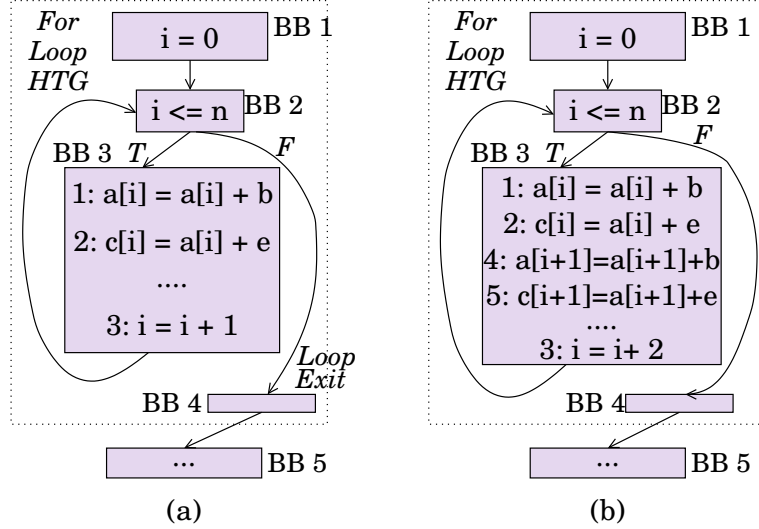 For
Loop
HTG
i = 0
BB 1
i <= n
BB 2
BB 3
T
F
1: a[i] = a[i] + b
2: c[i] = a[i] + e
....
3: i = i + 1
Loop
Exit
BB 4
...
BB 5
(a)
For
Loop
HTG
i = 0
BB 1
i <= n
BB 2
BB 3
T
F
1: a[i] = a[i] + b
2: c[i] = a[i] + e
4: a[i+1]=a[i+1]+b
5: c[i+1]=a[i+1]+e
....
3: i = i+ 2
BB 4
...
BB 5
(b)